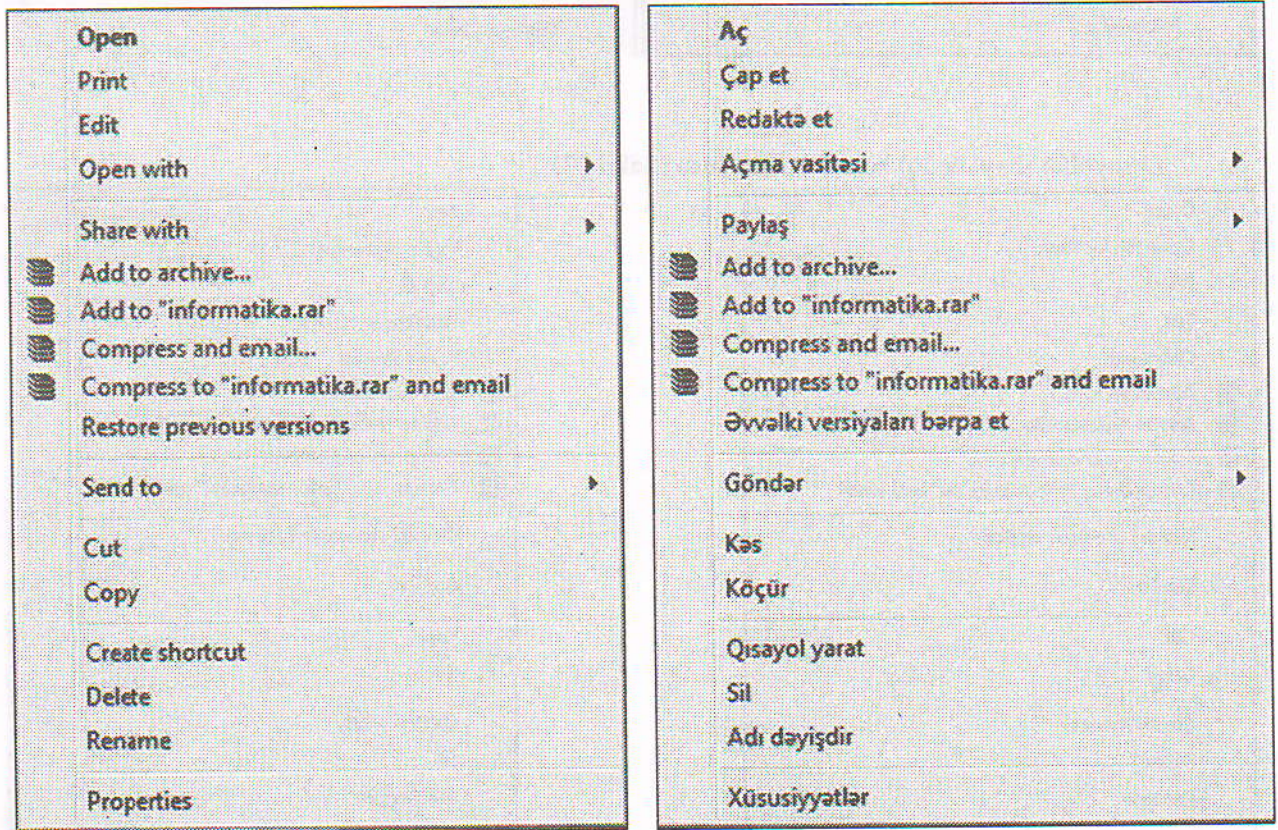 Open
Print
Edit
Open with
Share with
Add to archive...
Add to "informatika.rar"
Compress and email...
Compress to "informatika.rar" and email
Restore previous versions
Send to
Cut
Copy
Create shortcut
Delete
Rename
Properties
Aç
Çap et
Redaktə et
Açma vasitəsi
Paylaş
Add to archive...
Add to "informatika.rar"
Compress and email...
Compress to "informatika.rar" and email
Əvvəlki versiyaları bərpa et
Göndər
Kəs
Köçür
Qısayol yarat
Sil
Adı dəyişdir
Xüsusiyyətlər